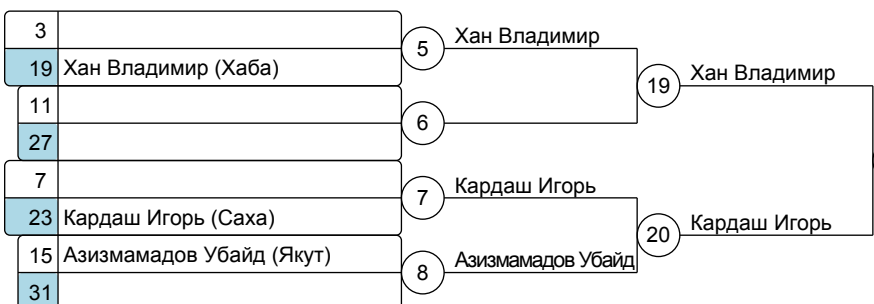 3
19 Хан Владимир (Хаба)
11
27
7
23 Кардаш Игорь (Саха)
15 Азизмамадов Убайд (Якут)
31
5 Хан Владимир
6
7 Кардаш Игорь
8 Азизмамадов Убайд
19 Хан Владимир
20 Кардаш Игорь